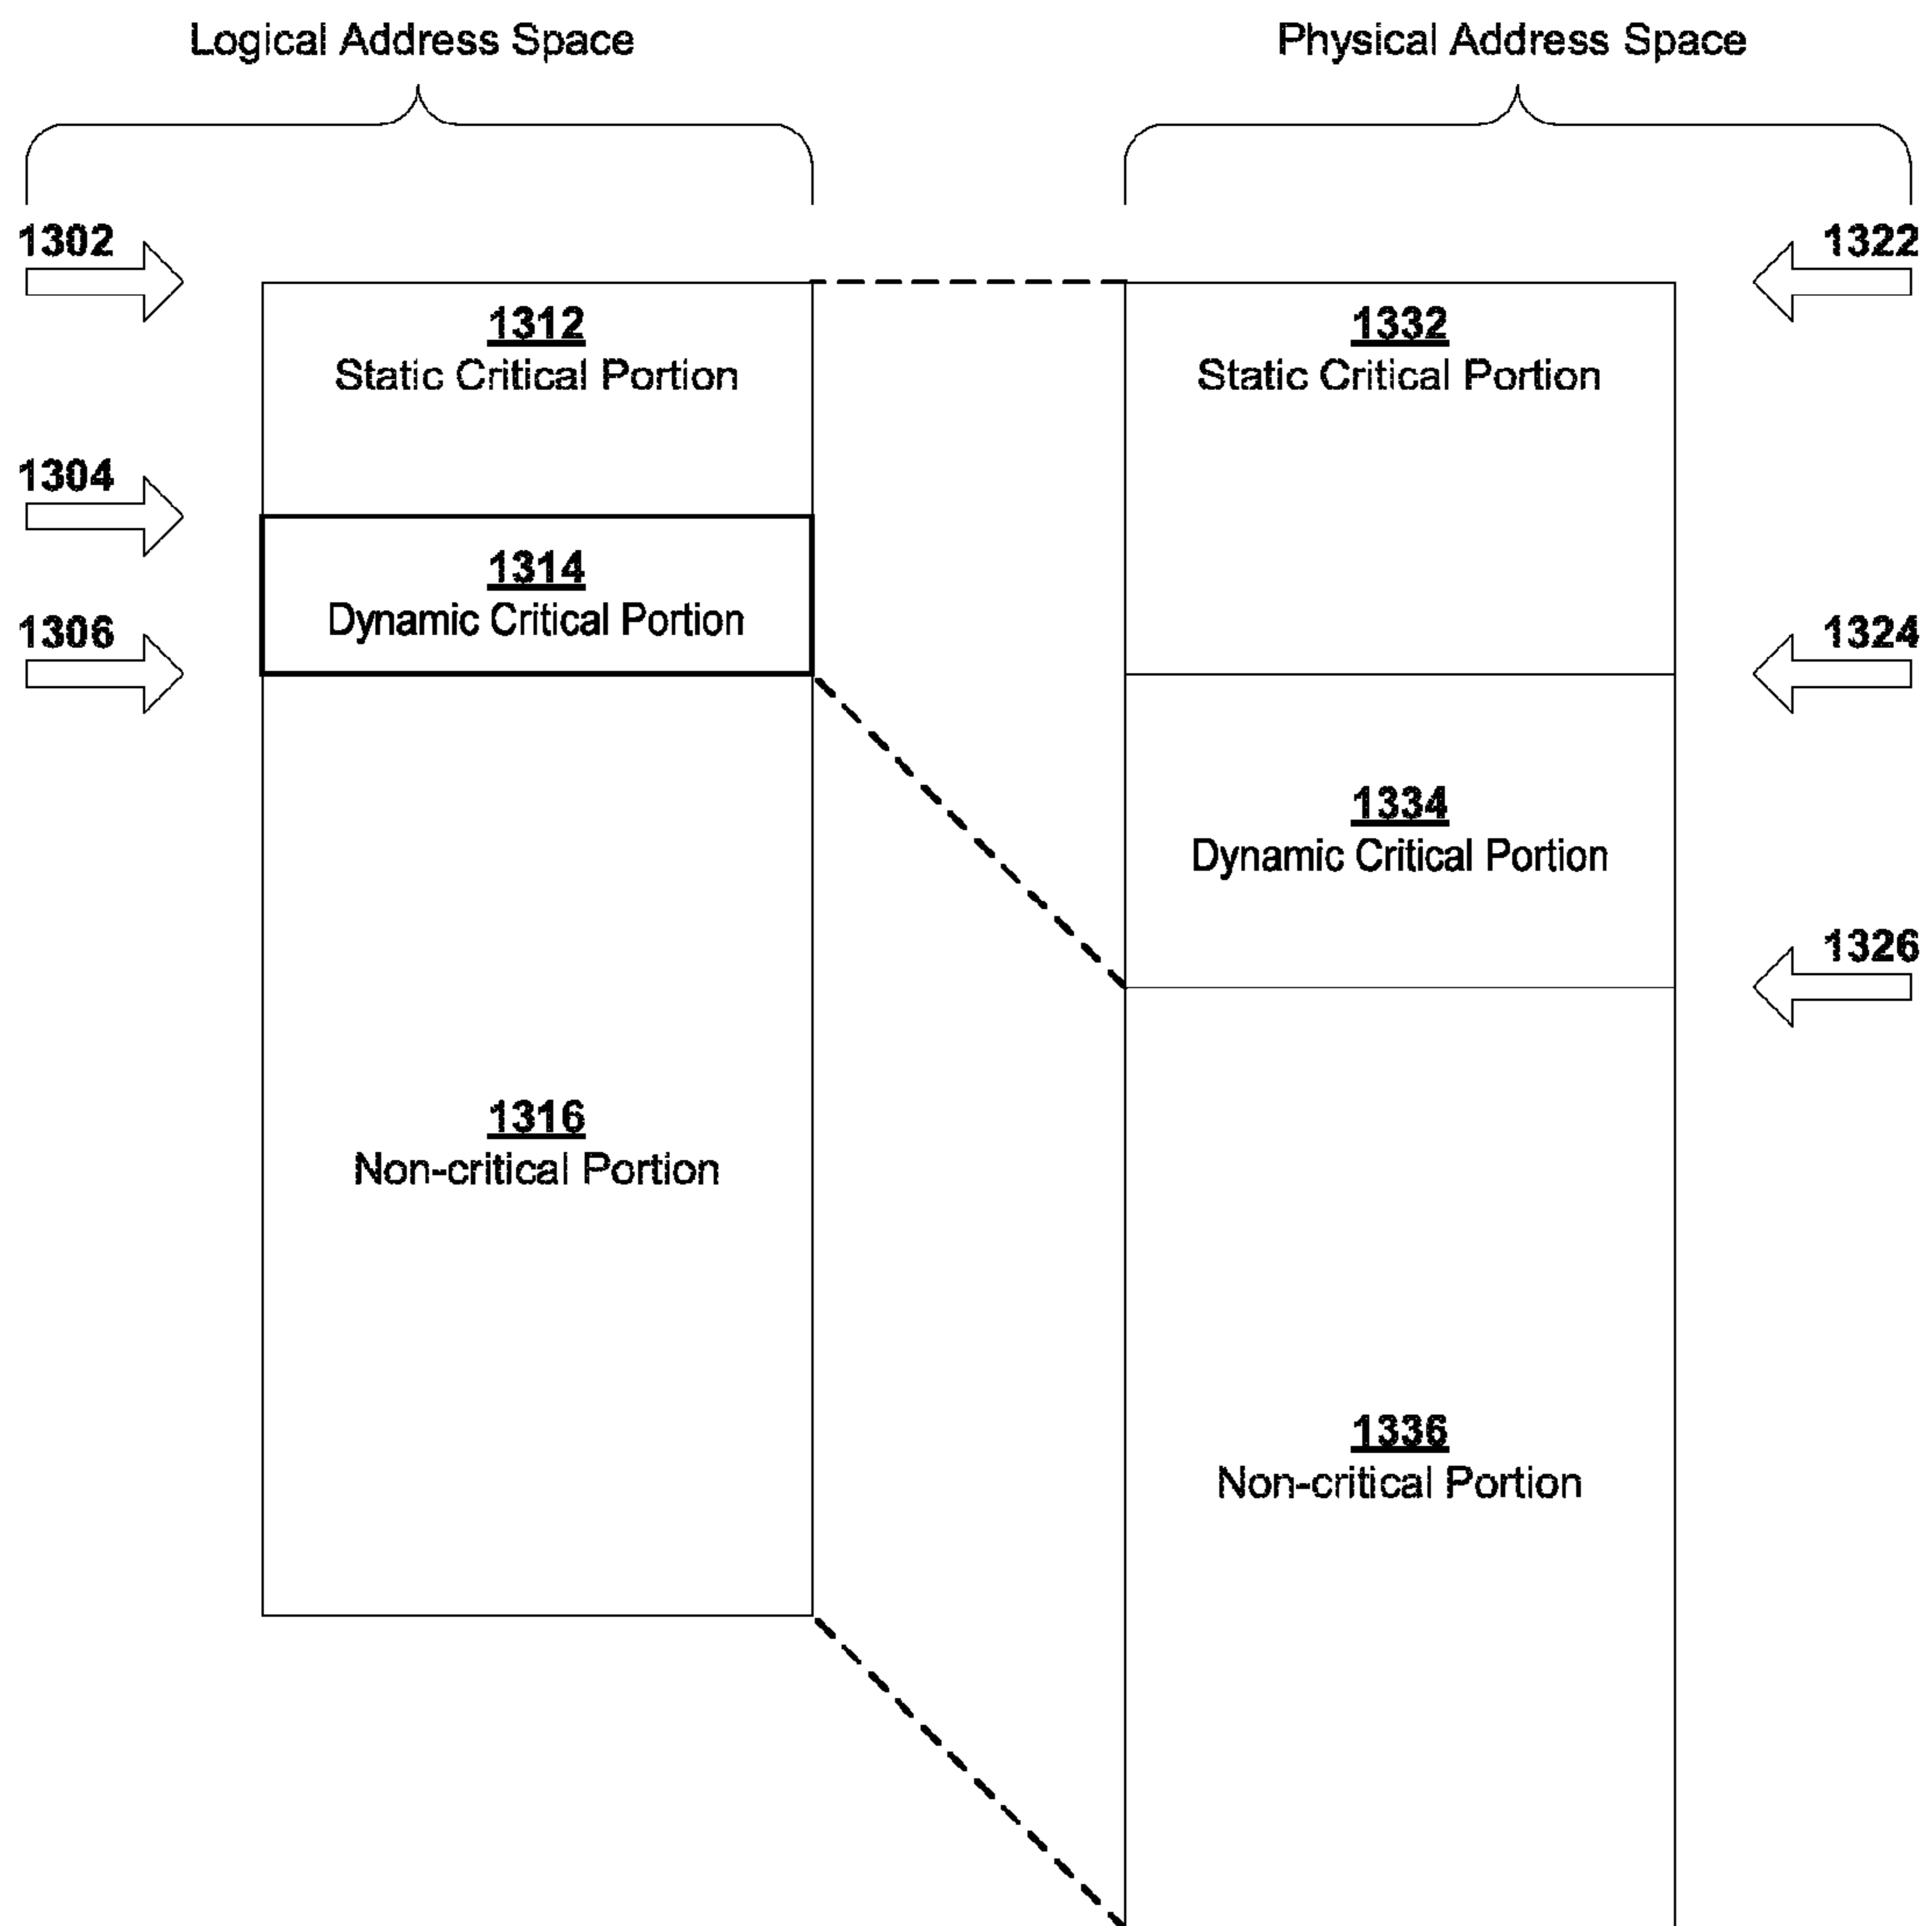 Logical Address Space
Physical Address Space
1302
1322
1312
Static Critical Portion
1332
Static Critical Portion
1304
1314
Dynamic Critical Portion
1306
1324
1334
Dynamic Critical Portion
1326
1316
Non-critical Portion
1336
Non-critical Portion